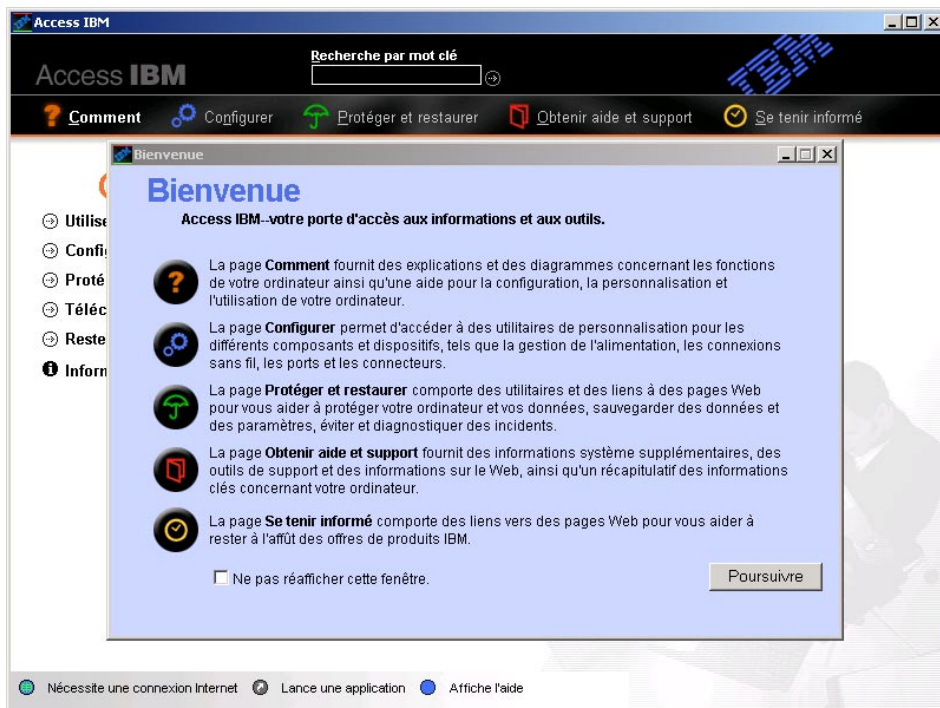 Access IBM
Recherche par mot clé
Access IBM
IBM
Comment
Configurer
Protéger et restaurer
Obtenir aide et support
Se tenir informé
Bienvenue
Bienvenue
Access IBM--votre porte d'accès aux informations et aux outils.
Utilise
Config
Proté
Téléc
Reste
Inform
La page Comment fournit des explications et des diagrammes concernant les fonctions
de votre ordinateur ainsi qu'une aide pour la configuration, la personnalisation et
l'utilisation de votre ordinateur.
La page Configurer permet d'accéder à des utilitaires de personnalisation pour les
différents composants et dispositifs, tels que la gestion de l'alimentation, les connexions
sans fil, les ports et les connecteurs.
La page Protéger et restaurer comporte des utilitaires et des liens à des pages Web
pour vous aider à protéger votre ordinateur et vos données, sauvegarder des données et
des paramètres, éviter et diagnostiquer des incidents.
La page Obtenir aide et support fournit des informations système supplémentaires, des
outils de support et des informations sur le Web, ainsi qu'un récapitulatif des informations
clés concernant votre ordinateur.
La page Se tenir informé comporte des liens vers des pages Web pour vous aider à
rester à l'affût des offres de produits IBM.
Ne pas réafficher cette fenêtre.
Poursuivre
Nécessite une connexion Internet
Lance une application
Affiche l'aide